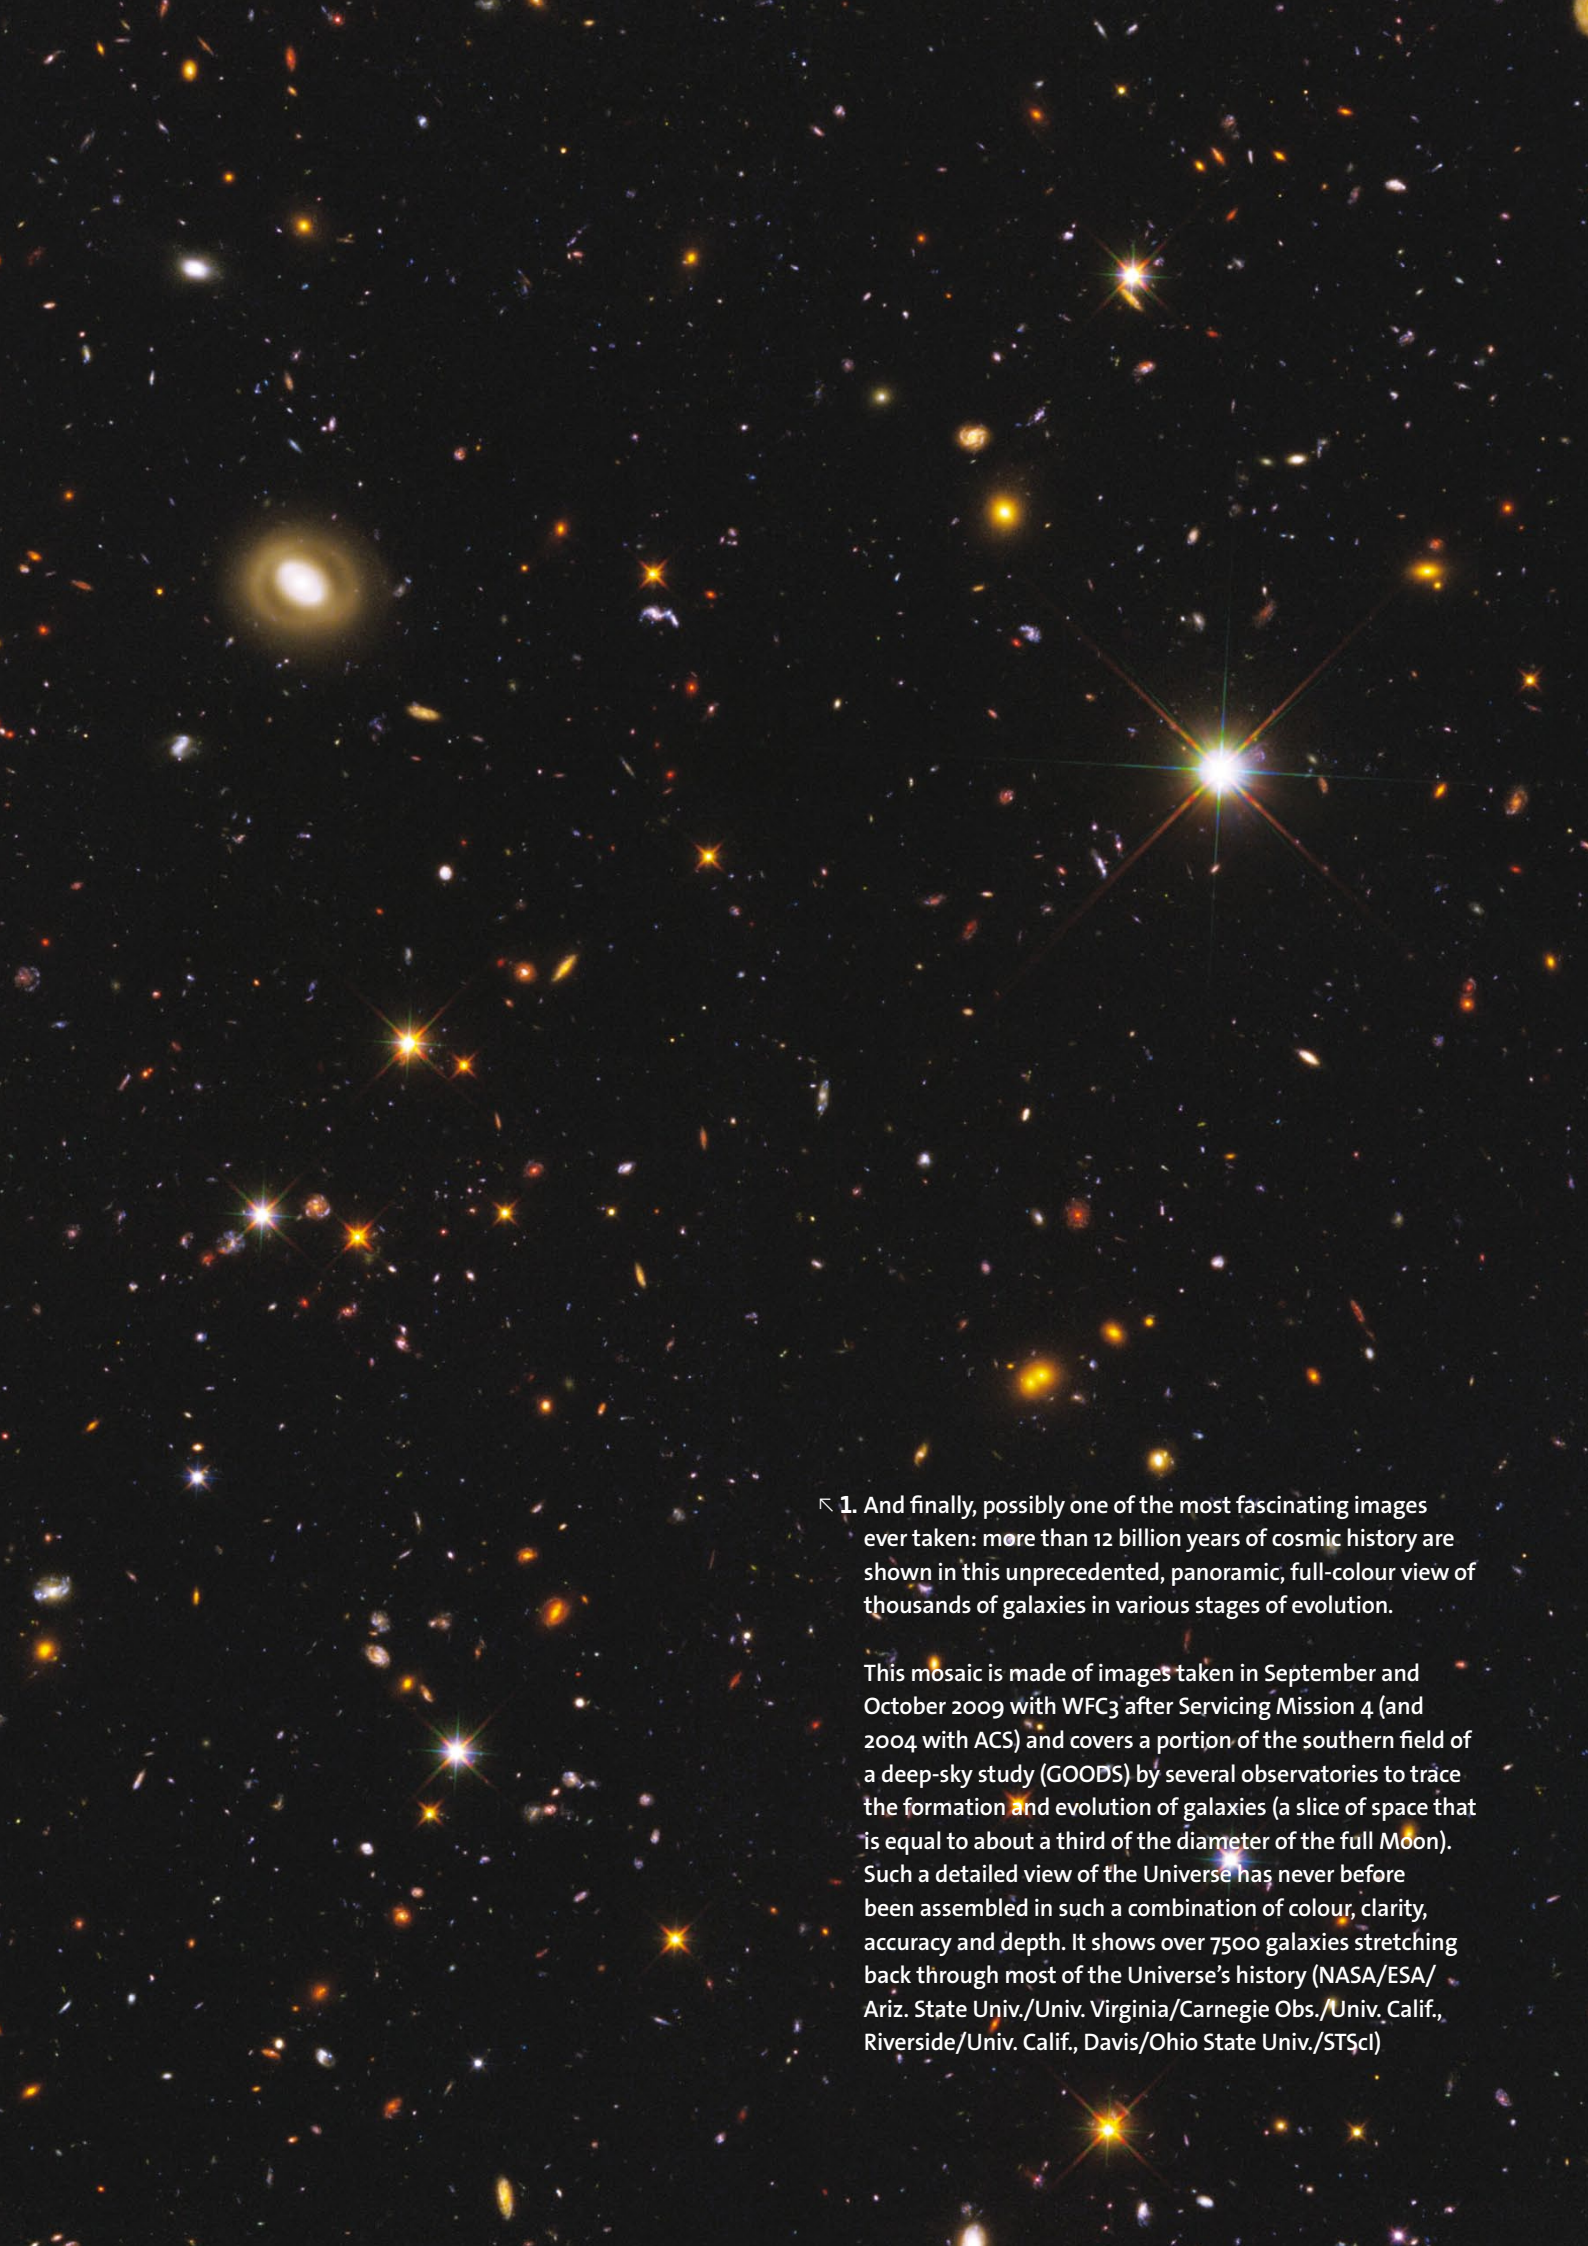 ↖ 1. And finally, possibly one of the most fascinating images
ever taken: more than 12 billion years of cosmic history are
shown in this unprecedented, panoramic, full-colour view of
thousands of galaxies in various stages of evolution.
This mosaic is made of images taken in September and
October 2009 with WFC3 after Servicing Mission 4 (and
2004 with ACS) and covers a portion of the southern field of
a deep-sky study (GOODS) by several observatories to trace
the formation and evolution of galaxies (a slice of space that
is equal to about a third of the diameter of the full Moon).
Such a detailed view of the Universe has never before
been assembled in such a combination of colour, clarity,
accuracy and depth. It shows over 7500 galaxies stretching
back through most of the Universe's history (NASA/ESA/
Ariz. State Univ./Univ. Virginia/Carnegie Obs./Univ. Calif.,
Riverside/Univ. Calif., Davis/Ohio State Univ./STScI)